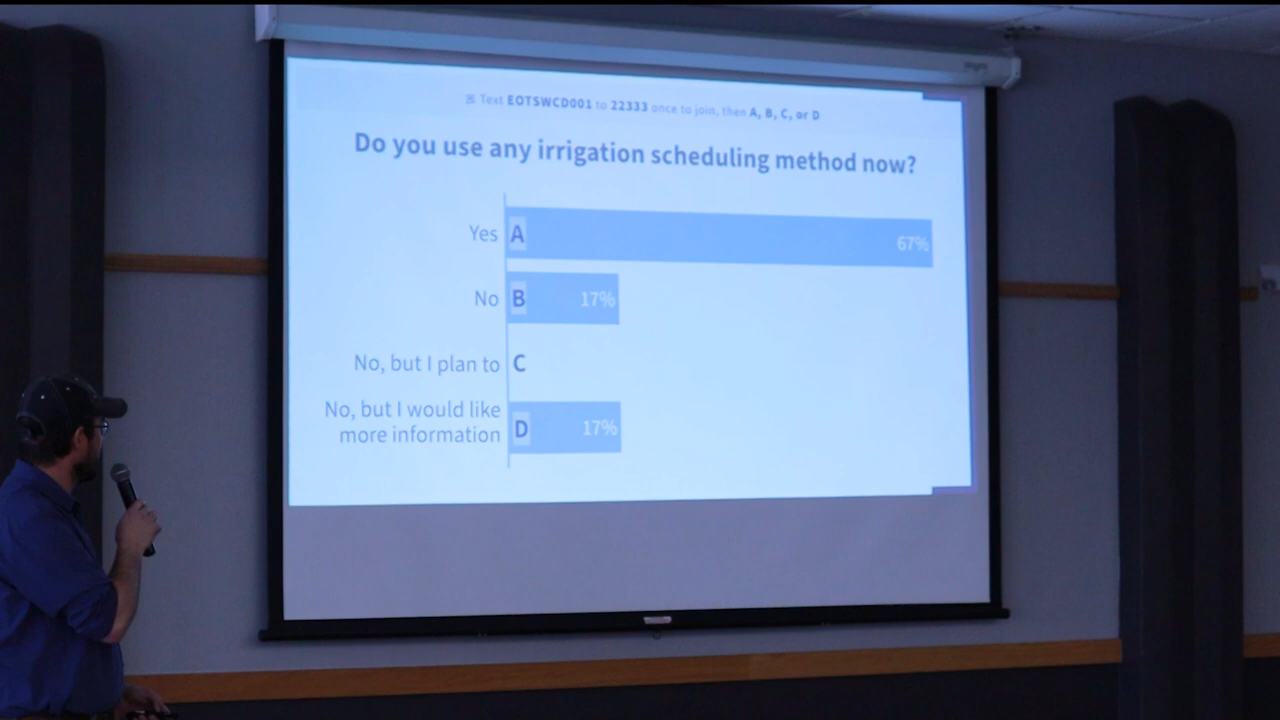 Text EOTSWCD001 to 22333 once to join, then A, B, C, or D
Do you use any irrigation scheduling method now?
Yes A 67%
No B 17%
No, but I plan to C
No, but I would like
more information D 17%